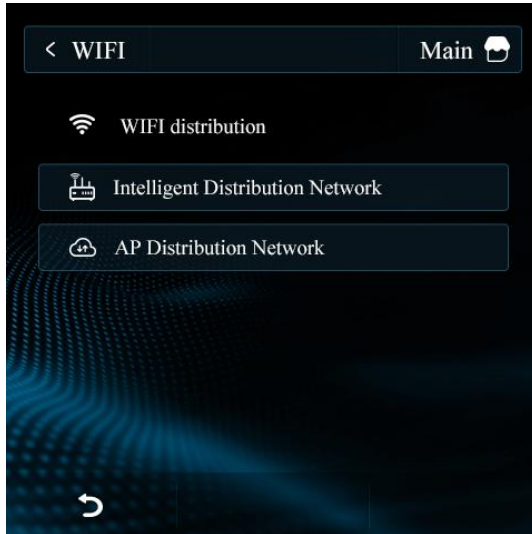 WIFI
Main
WIFI distribution
Intelligent Distribution Network
AP Distribution Network